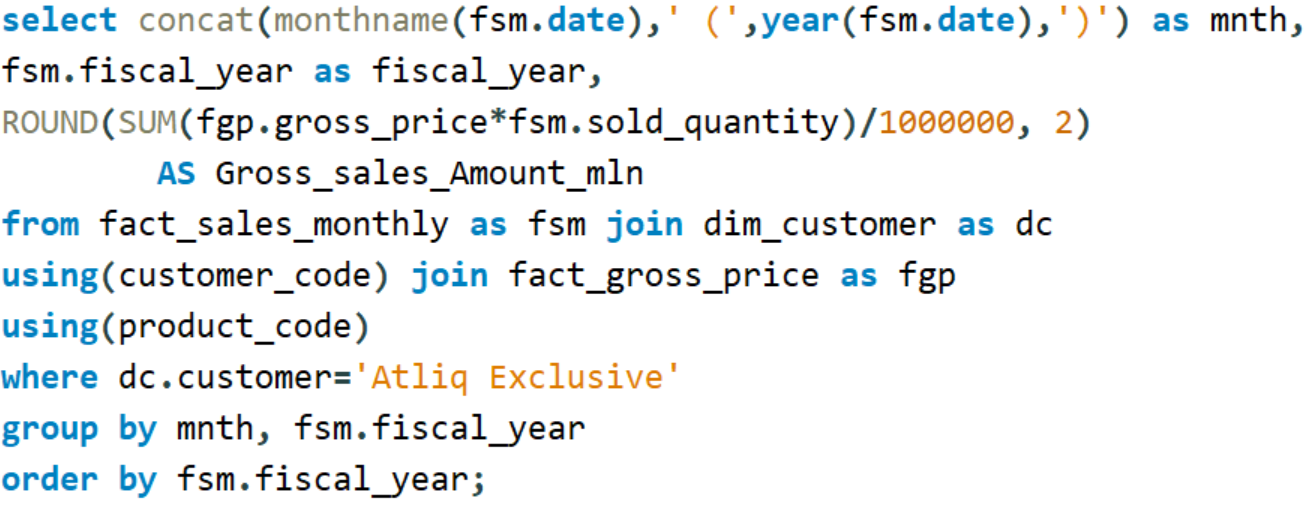 select concat(monthname(fsm.date),' (',year(fsm.date),')') as mnth,
fsm.fiscal_year as fiscal_year,
ROUND(SUM(fgp.gross_price*fsm.sold_quantity)/1000000, 2)
        AS Gross_sales_Amount_mln
from fact_sales_monthly as fsm join dim_customer as dc
using(customer_code) join fact_gross_price as fgp
using(product_code)
where dc.customer='Atliq Exclusive'
group by mnth, fsm.fiscal_year
order by fsm.fiscal_year;